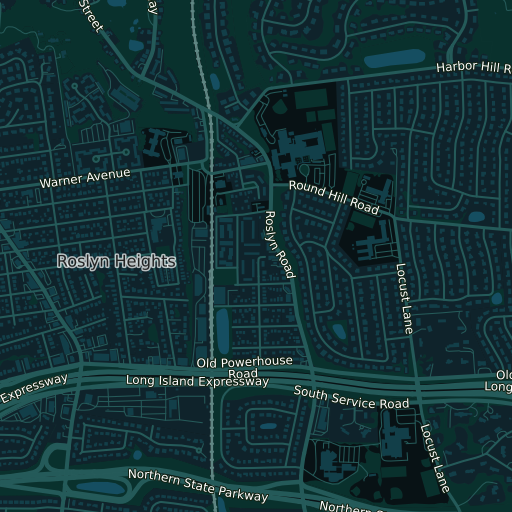 Street
way
Harbor Hill R
Warner Avenue
Round Hill Road
Roslyn Road
Roslyn Heights
Locust Lane
Old Powerhouse
Road
Old
Long Island Expressway
Long
Expressway
South Service Road
Locust Lane
Northern State Parkway
Northern S